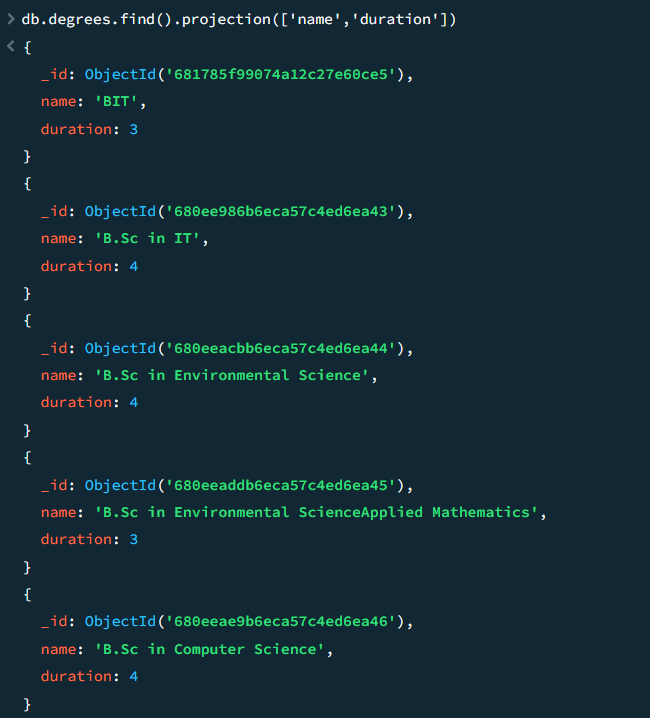 > db.degrees.find().projection(['name','duration'])
< {
_id: ObjectId('681785f99074a12c27e60ce5'),
name: 'BIT',
duration: 3
}
{
_id: ObjectId('680ee986b6eca57c4ed6ea43'),
name: 'B.Sc in IT',
duration: 4
}
{
_id: ObjectId('680eeacbb6eca57c4ed6ea44'),
name: 'B.Sc in Environmental Science',
duration: 4
}
{
_id: ObjectId('680eeaddb6eca57c4ed6ea45'),
name: 'B.Sc in Environmental ScienceApplied Mathematics',
duration: 3
}
{
_id: ObjectId('680eeae9b6eca57c4ed6ea46'),
name: 'B.Sc in Computer Science',
duration: 4
}